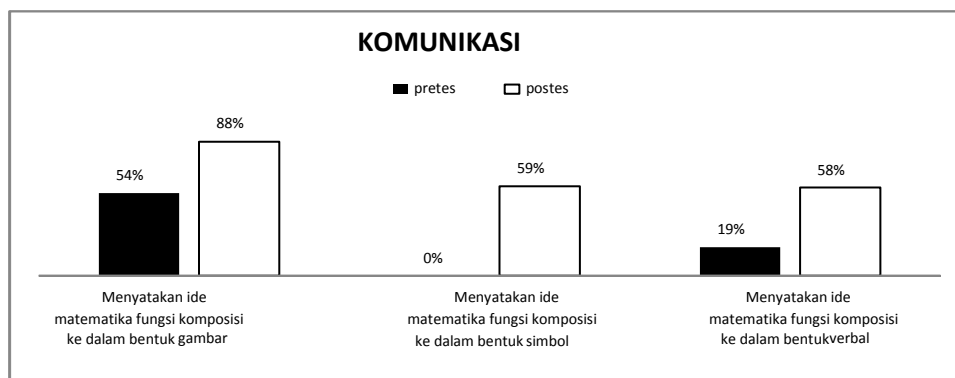 KOMUNIKASI
pretes postes
88%
54%
59%
58%
19%
0%
Menyatakan ide
matematika fungsi komposisi
ke dalam bentuk gambar
Menyatakan ide
matematika fungsi komposisi
ke dalam bentuk simbol
Menyatakan ide
matematika fungsi komposisi
ke dalam bentukverbal